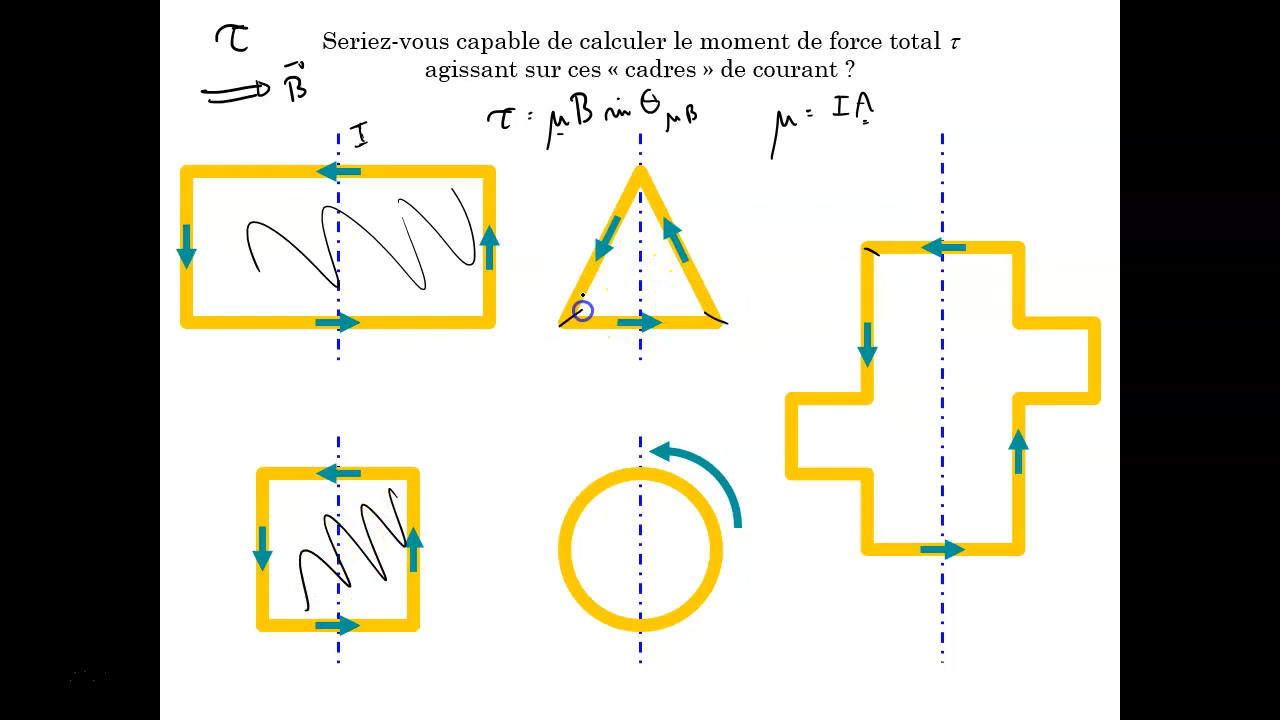 τ
Seriez-vous capable de calculer le moment de force total τ
agissant sur ces « cadres » de courant ?
B
τ = μB sin θ μB
μ = IA
I